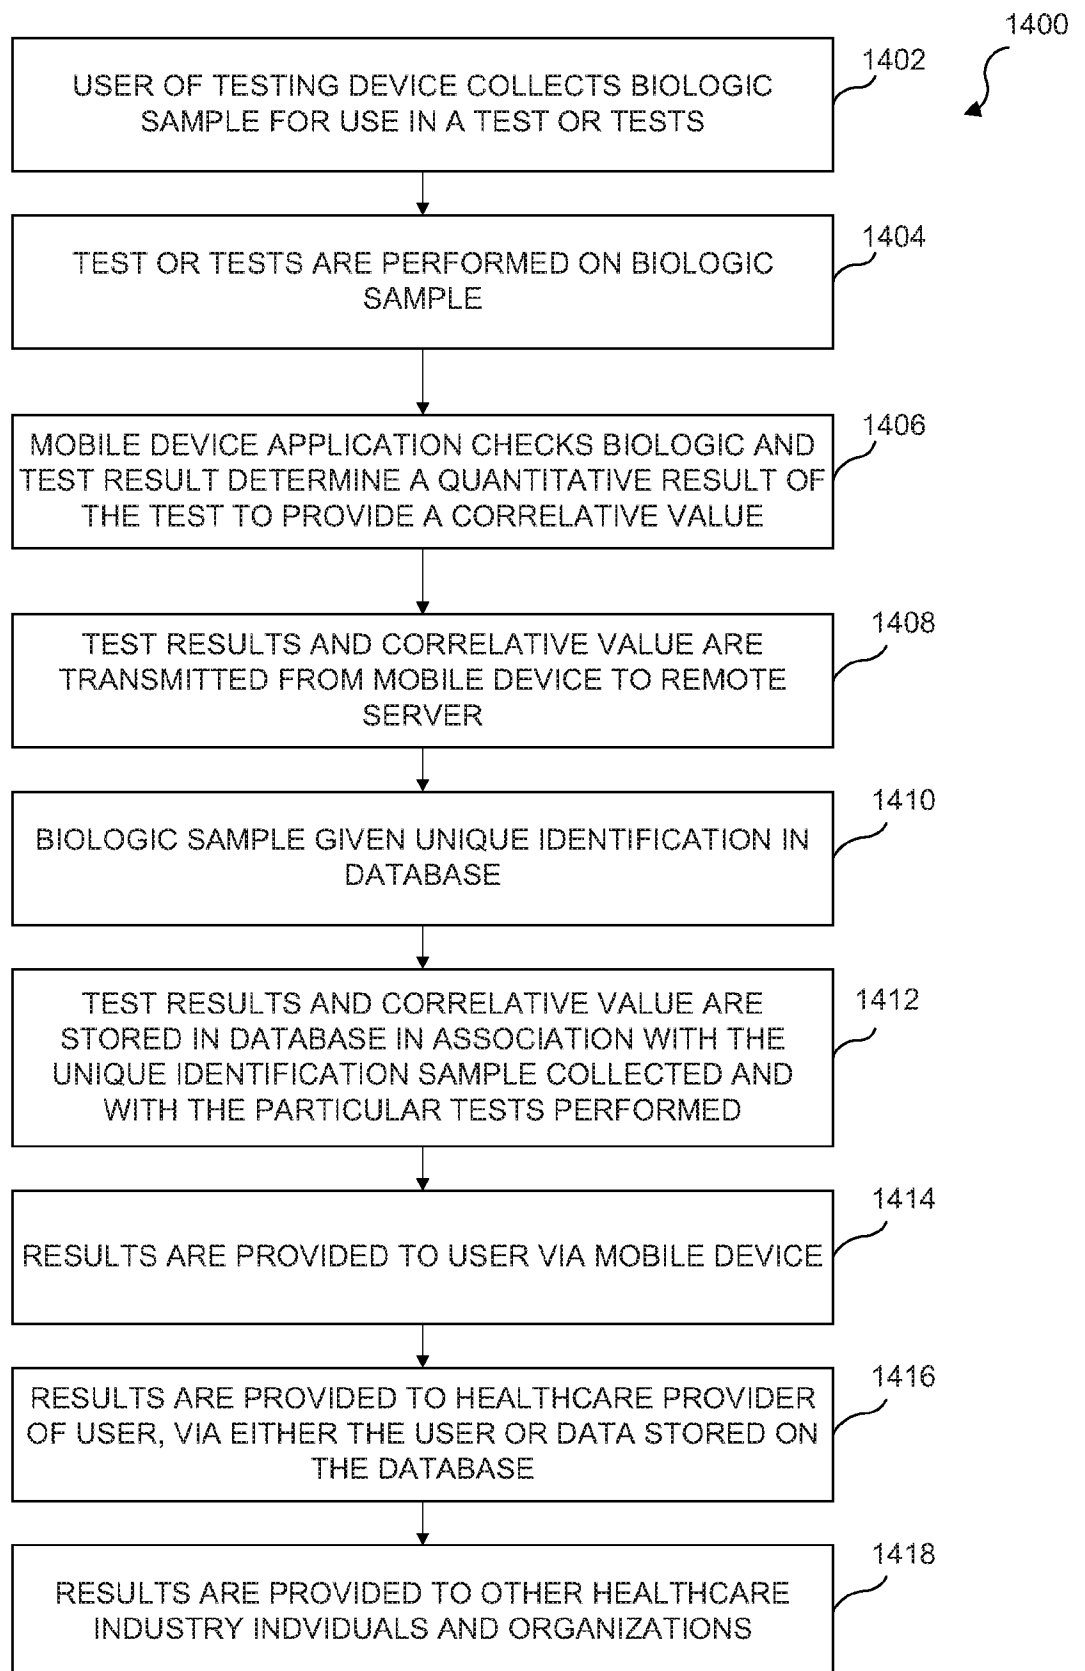 1400
1402
USER OF TESTING DEVICE COLLECTS BIOLOGIC
SAMPLE FOR USE IN A TEST OR TESTS
1404
TEST OR TESTS ARE PERFORMED ON BIOLOGIC
SAMPLE
1406
MOBILE DEVICE APPLICATION CHECKS BIOLOGIC AND
TEST RESULT DETERMINE A QUANTITATIVE RESULT OF
THE TEST TO PROVIDE A CORRELATIVE VALUE
1408
TEST RESULTS AND CORRELATIVE VALUE ARE
TRANSMITTED FROM MOBILE DEVICE TO REMOTE
SERVER
1410
BIOLOGIC SAMPLE GIVEN UNIQUE IDENTIFICATION IN
DATABASE
1412
TEST RESULTS AND CORRELATIVE VALUE ARE
STORED IN DATABASE IN ASSOCIATION WITH THE
UNIQUE IDENTIFICATION SAMPLE COLLECTED AND
WITH THE PARTICULAR TESTS PERFORMED
1414
RESULTS ARE PROVIDED TO USER VIA MOBILE DEVICE
1416
RESULTS ARE PROVIDED TO HEALTHCARE PROVIDER
OF USER, VIA EITHER THE USER OR DATA STORED ON
THE DATABASE
1418
RESULTS ARE PROVIDED TO OTHER HEALTHCARE
INDUSTRY INDVIDUALS AND ORGANIZATIONS